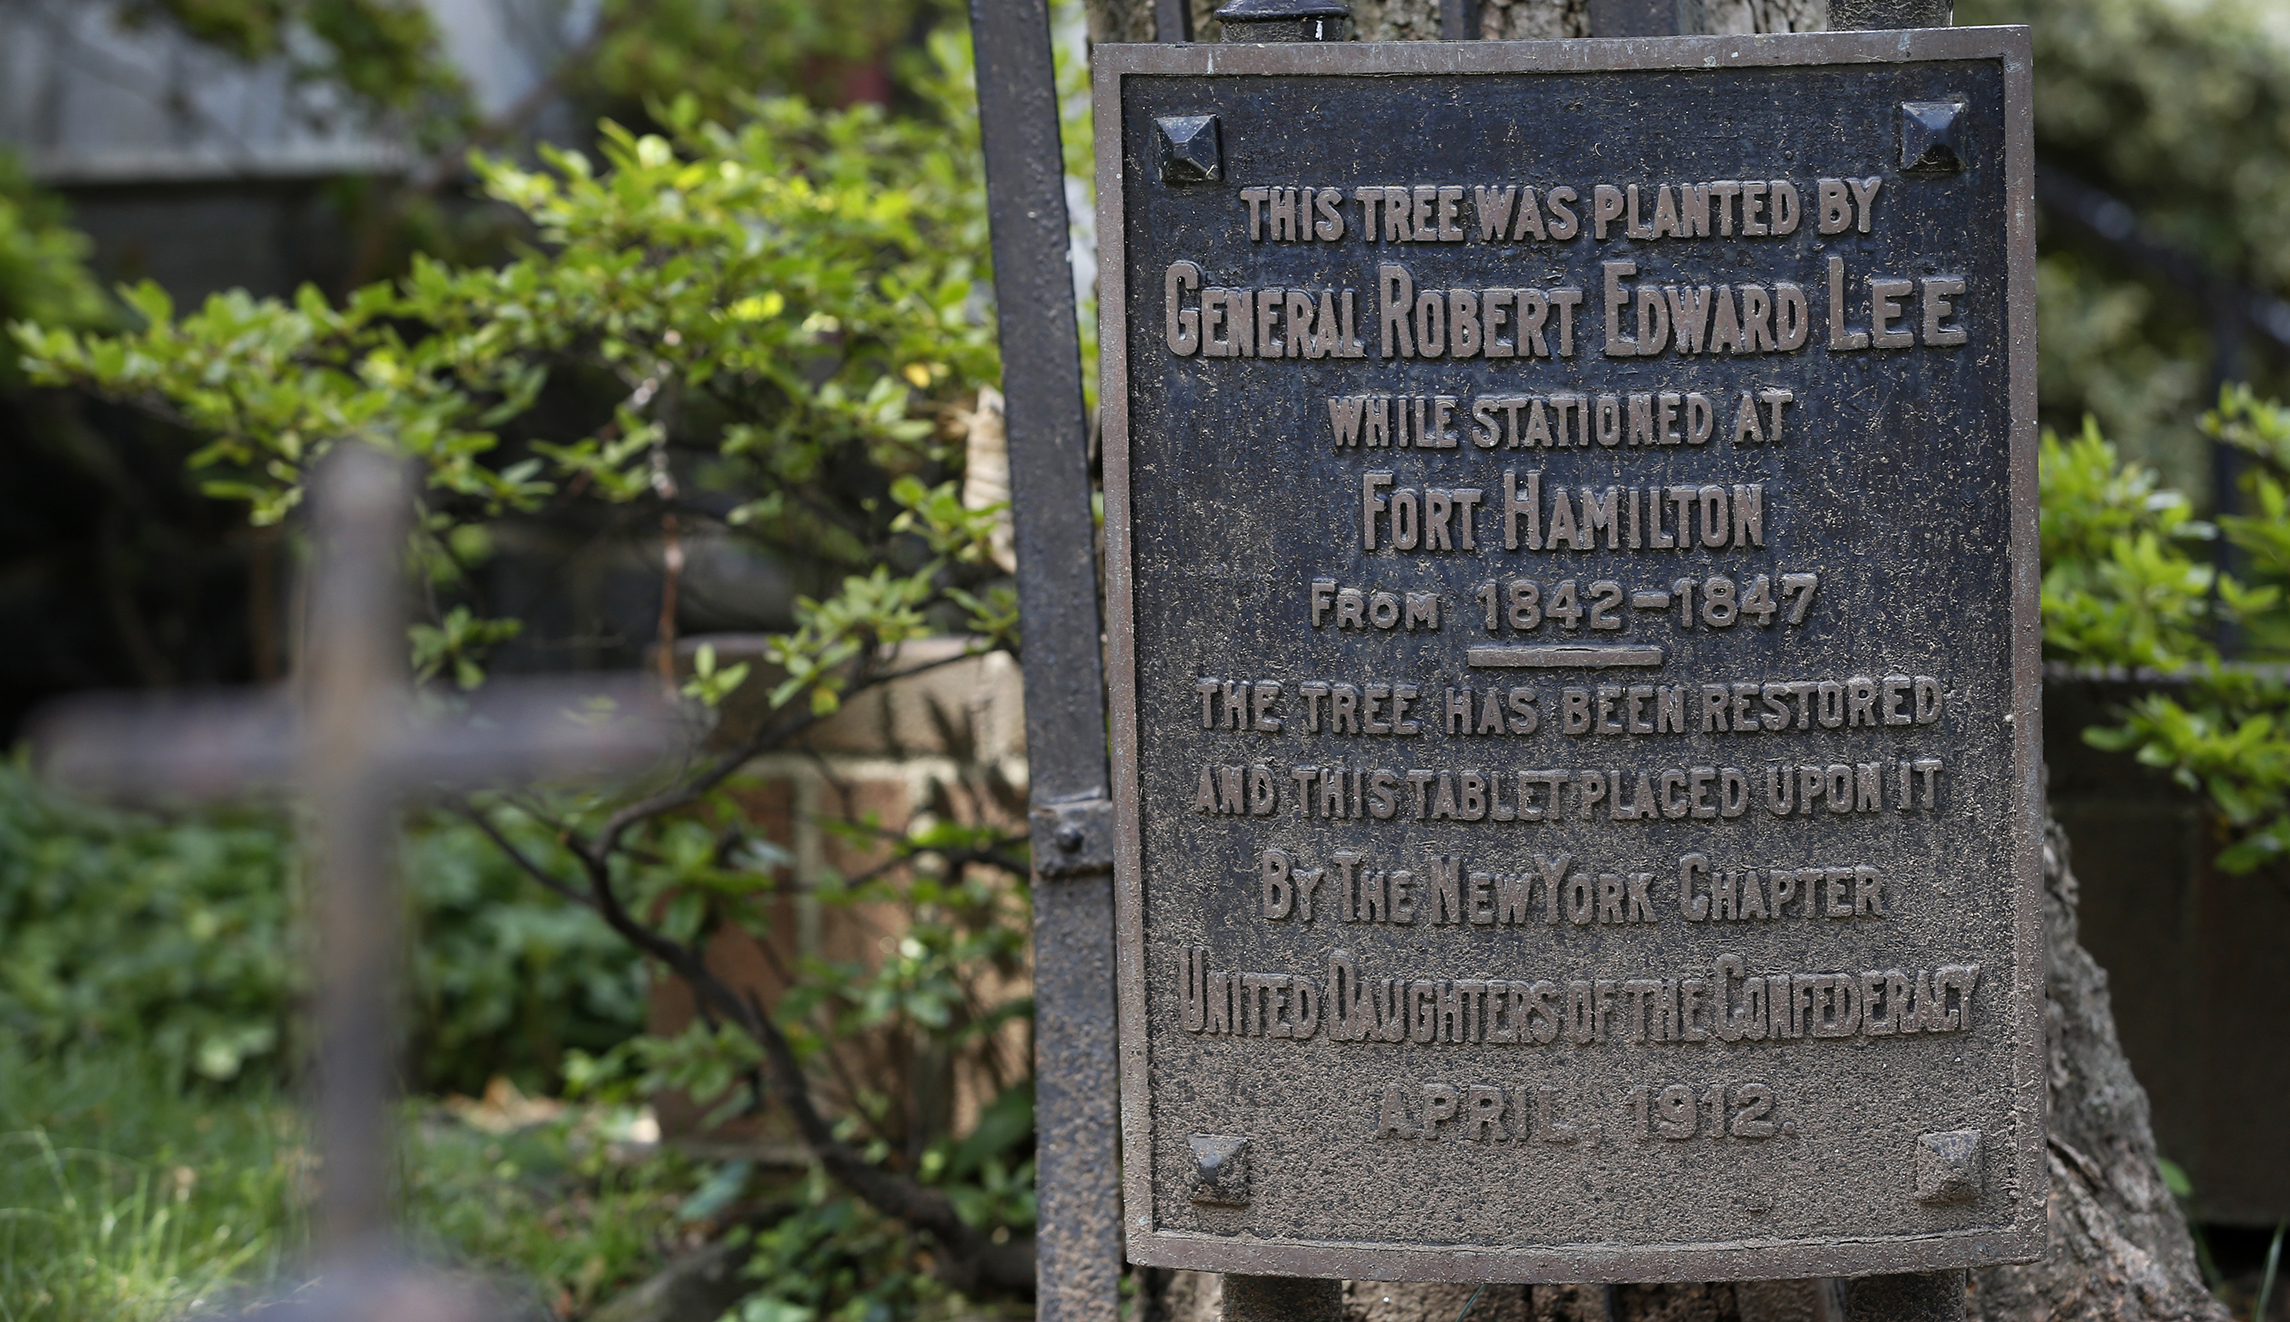 THIS TREE WAS PLANTED BY
GENERAL ROBERT EDWARD LEE
WHILE STATIONED AT
FORT HAMILTON
FROM 1842-1847
THE TREE HAS BEEN RESTORED
AND THIS TABLET PLACED UPON IT
BY THE NEW YORK CHAPTER
UNITED DAUGHTERS OF THE CONFEDERACY
APRIL, 1912.